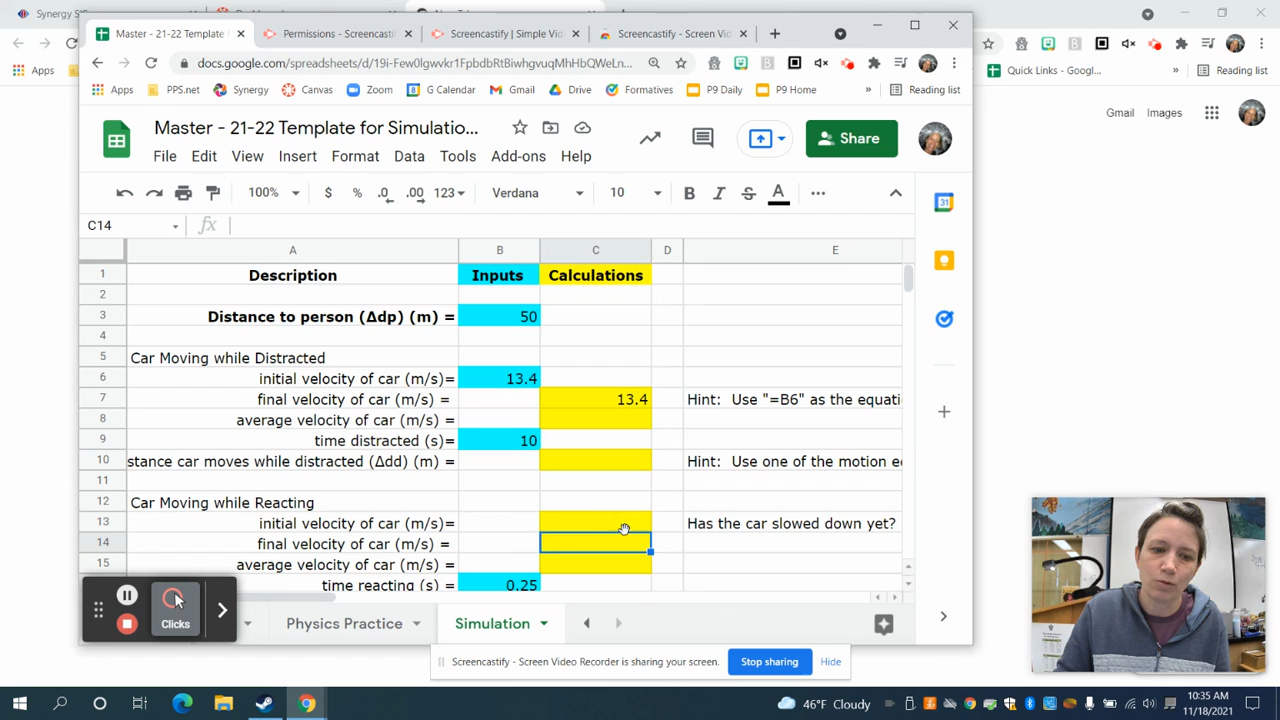 Synergy S
Master - 21-22 Template
Permissions - Screencastif
Screencastify | Simple Vid
Screencastify - Screen Vid
docs.google.com/spreadsheets/d/19i-Few0lgwkr1FpbdbRtBiwhgvuqMhHbQWeLn...
Apps
Quick Links - Googl...
Reading list
Apps PPS.net Synergy Canvas Zoom G Calendar Gmail Drive Formatives P9 Daily P9 Home Reading list
Gmail Images
Master - 21-22 Template for Simulatio...
File Edit View Insert Format Data Tools Add-ons Help
Share
100% $ % .0 .00 123 Verdana 10 B I S A
C14 fx
A B C D E
1 Description Inputs Calculations
2
3 Distance to person (Δdp) (m) = 50
4
5 Car Moving while Distracted
6 initial velocity of car (m/s)= 13.4
7 final velocity of car (m/s) = 13.4 Hint: Use "=B6" as the equati
8 average velocity of car (m/s)=
9 time distracted (s)= 10
10 stance car moves while distracted (Δdd) (m) = Hint: Use one of the motion e
11
12 Car Moving while Reacting
13 initial velocity of car (m/s)= Has the car slowed down yet?
14 final velocity of car (m/s) =
15 average velocity of car (m/s)=
time reacting (s) = 0.25
Clicks
Physics Practice Simulation
Screencastify - Screen Video Recorder is sharing your screen. Stop sharing Hide
46°F Cloudy
10:35 AM
11/18/2021
31